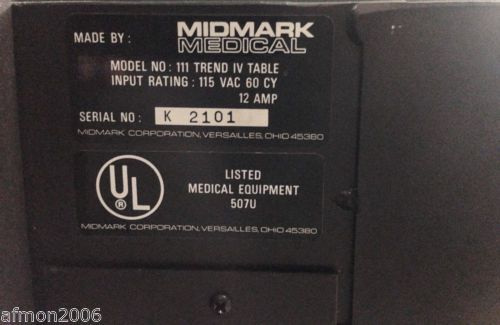 MADE BY : MIDMARK
MEDICAL
MODEL NO : 111 TREND IV TABLE
INPUT RATING : 115 VAC 60 CY
12 AMP
SERIAL NO : K 2101
MIDMARK CORPORATION, VERSAILLES, OHIO 45380
UL
®
LISTED
MEDICAL EQUIPMENT
507U
MIDMARK CORPORATION, VERSAILLES, OHIO 45380
afmon2006